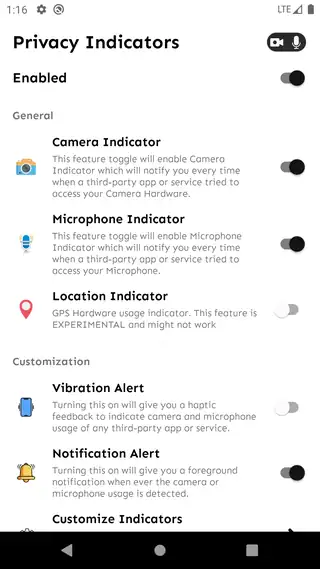 1:16
LTE
Privacy Indicators
Enabled
General
Camera Indicator
This feature toggle will enable Camera
Indicator which will notify you every time
when a third-party app or service tried to
access your Camera Hardware.
Microphone Indicator
This feature toggle will enable Microphone
Indicator which will notify you every time
when a third-party app or service tried to
access your Microphone.
Location Indicator
GPS Hardware usage indicator. This feature is
EXPERIMENTAL and might not work
Customization
Vibration Alert
Turning this on will give you a haptic
feedback to indicate camera and microphone
usage of any third-party app or service.
Notification Alert
Turning this on will give you a foreground
notification when ever the camera or
microphone usage is detected.
Customize Indicators